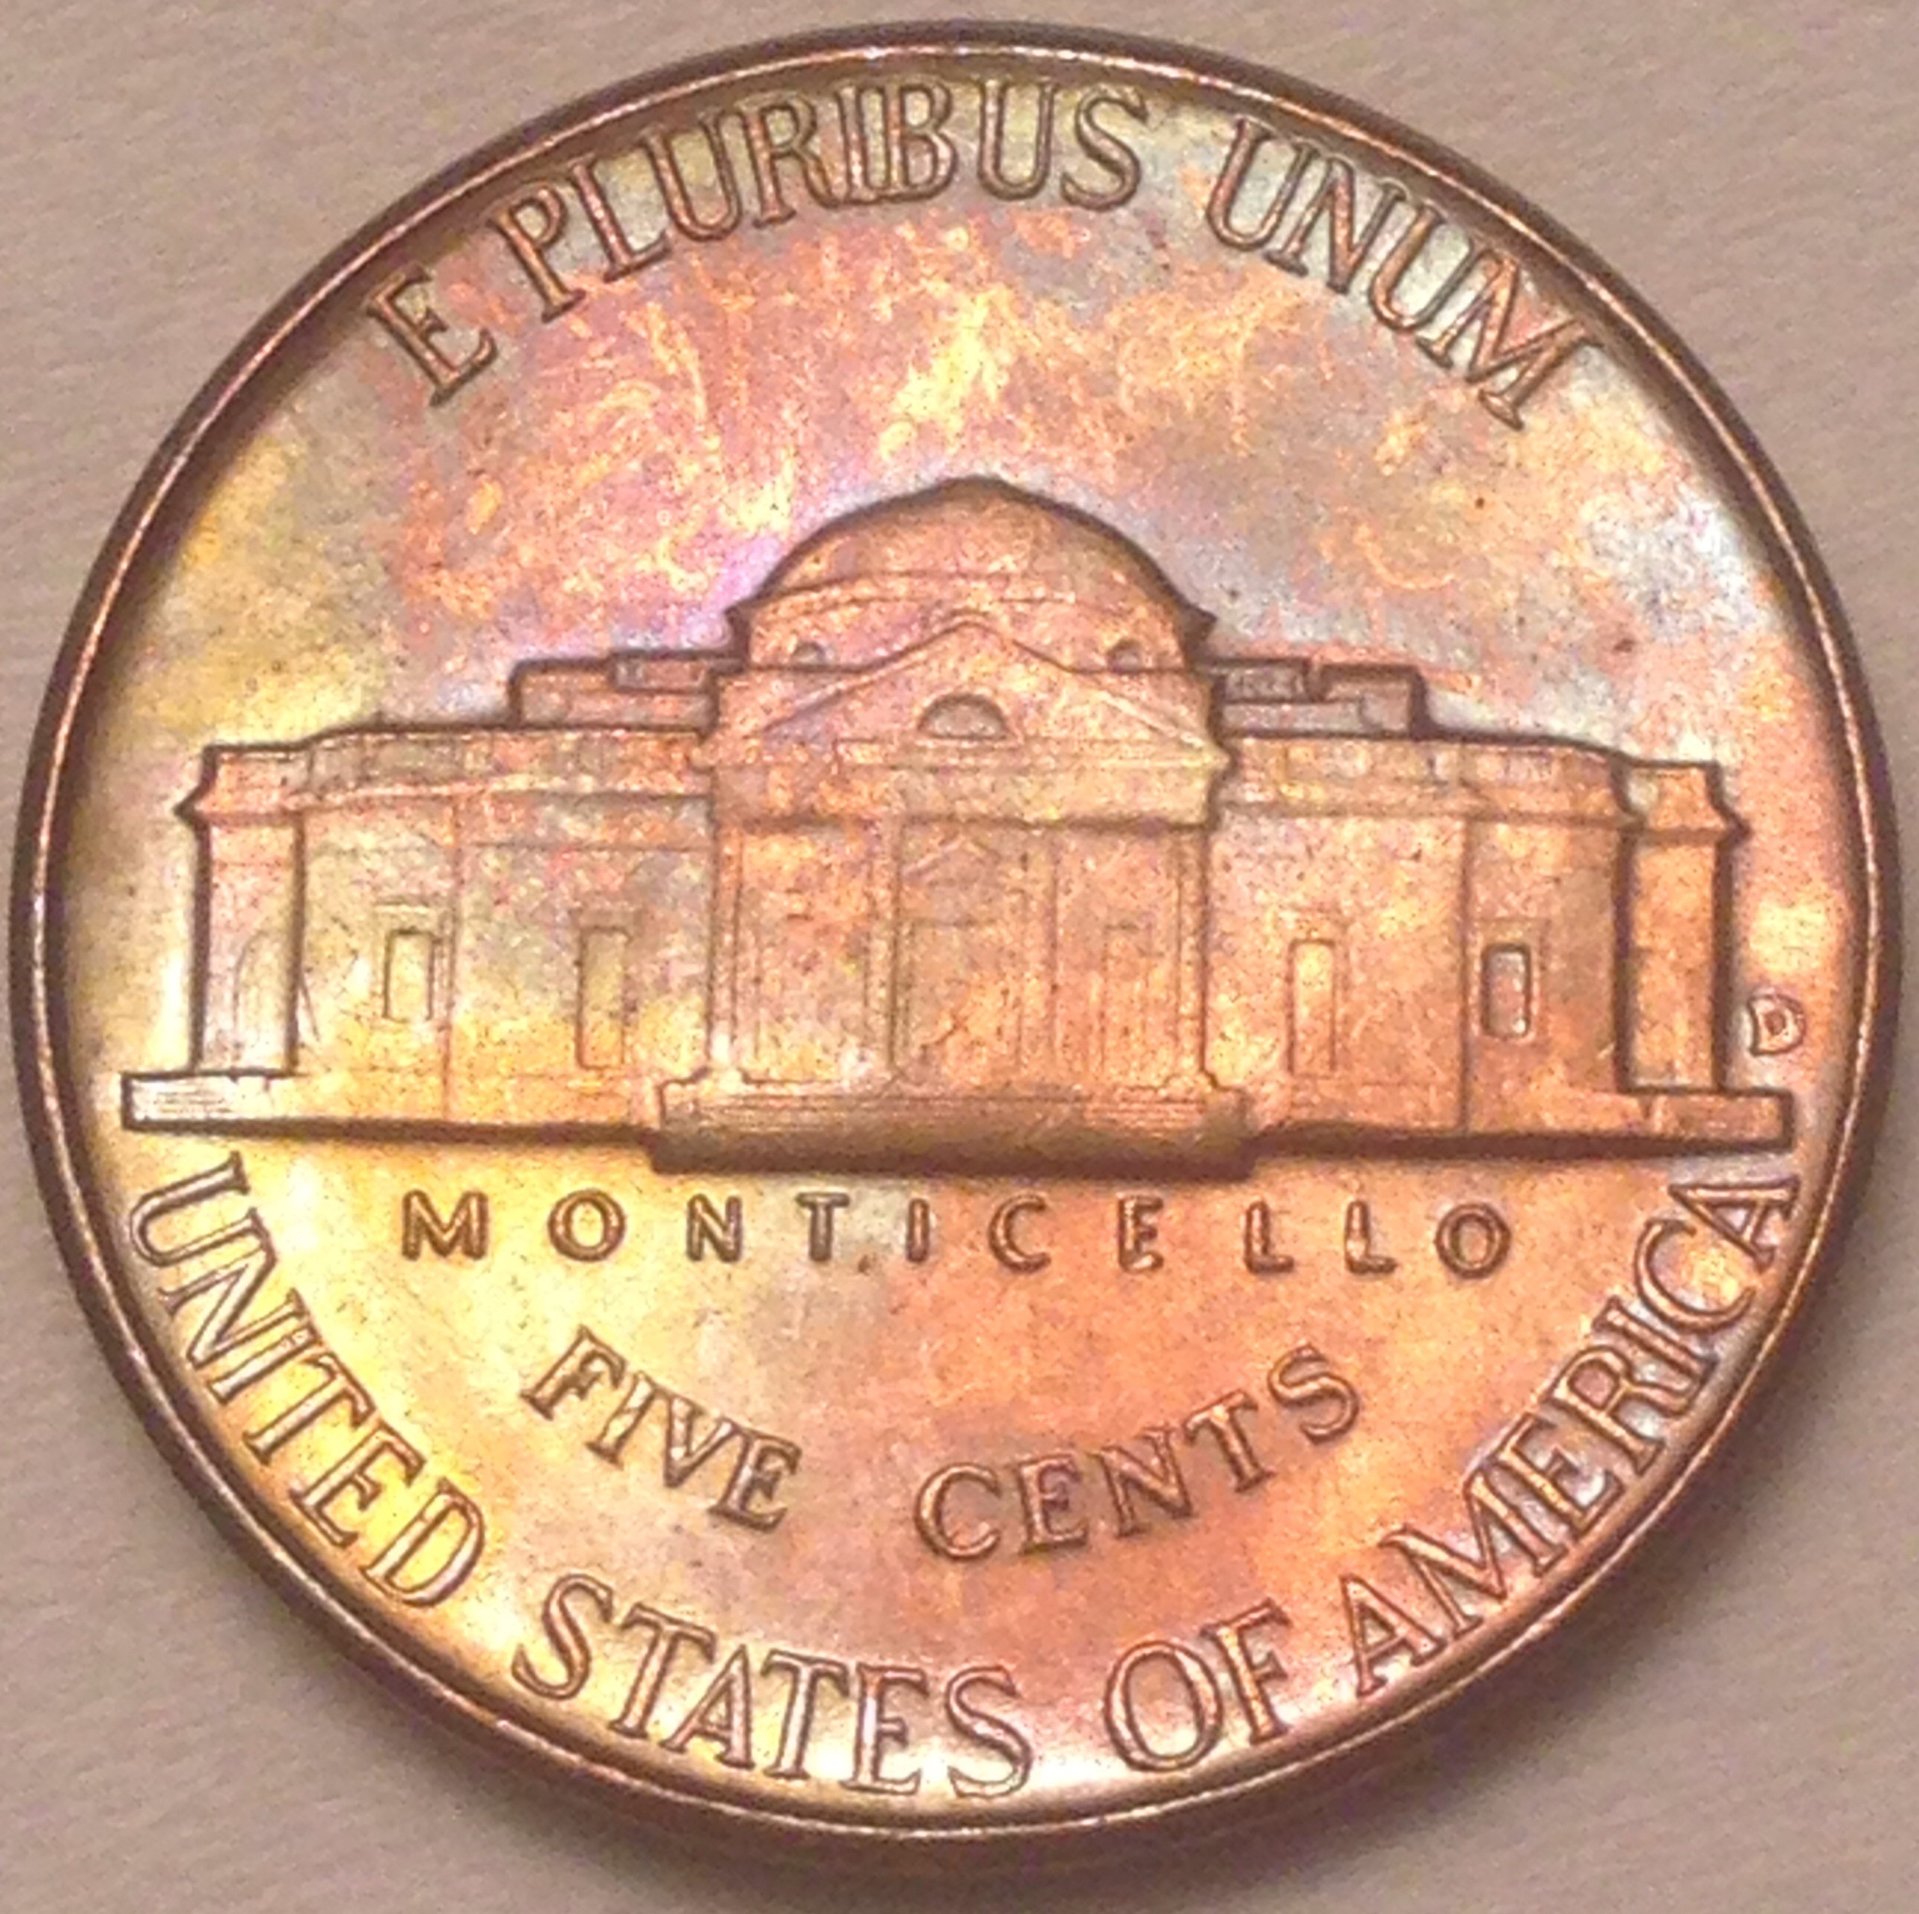 E PLURIBUS UNUM
D
MONTICELLO
FIVE CENTS
UNITED STATES OF AMERICA